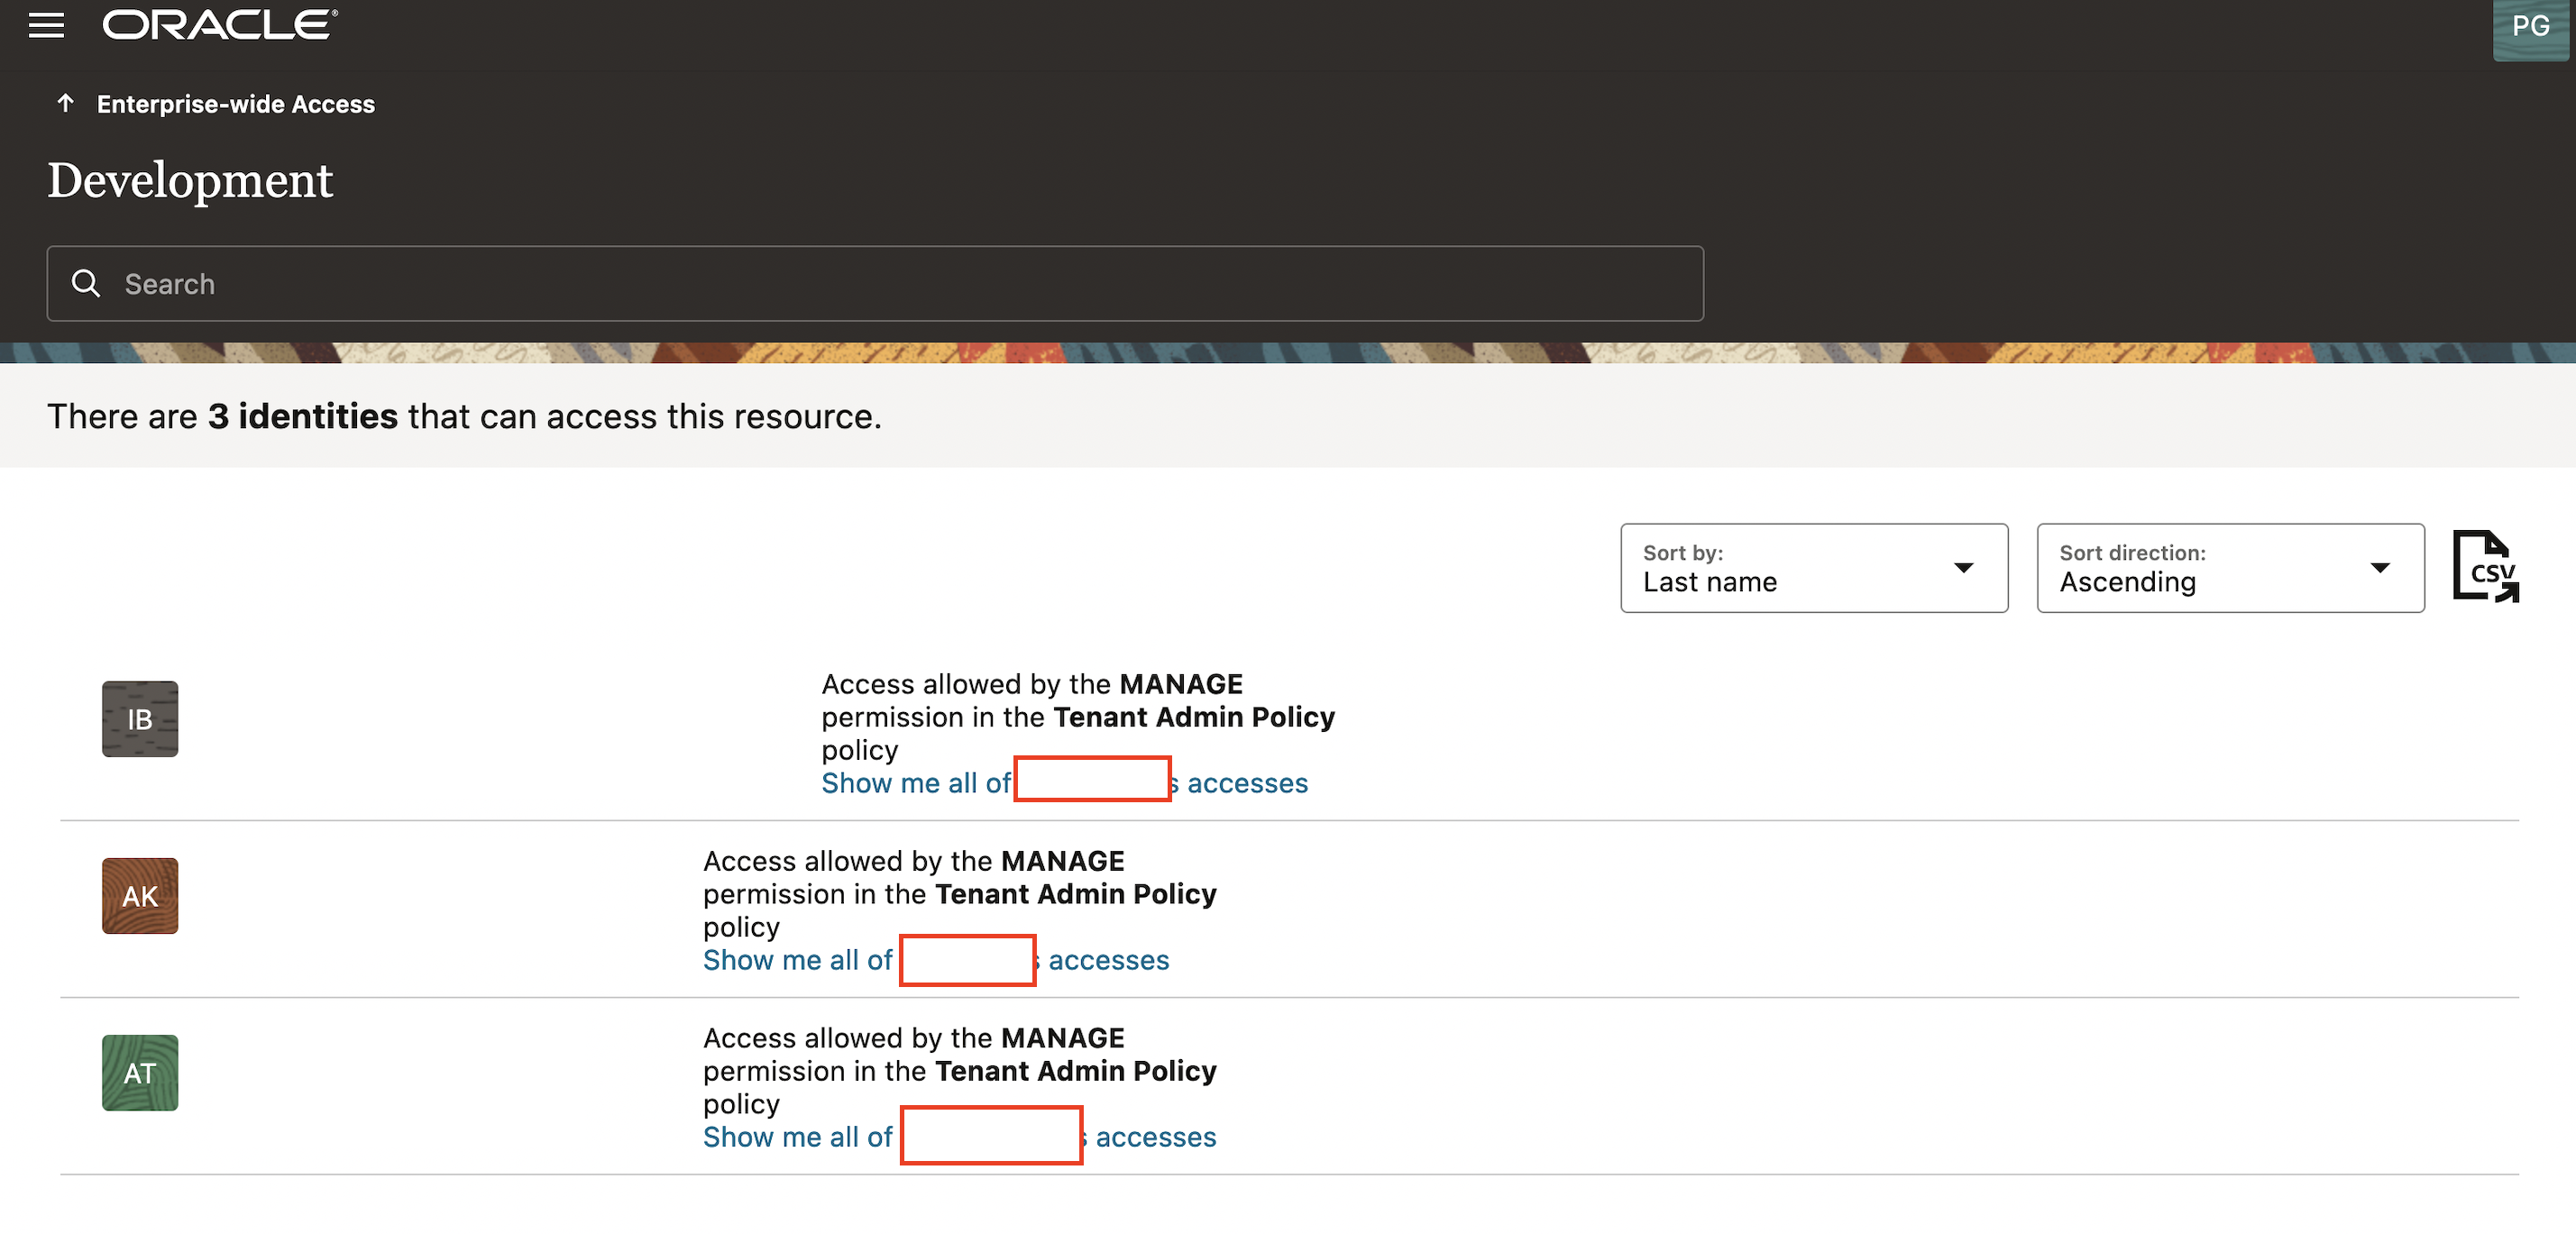 ORACLE
PG
Enterprise-wide Access
Development
Search
There are 3 identities that can access this resource.
Sort by:
Last name
Sort direction:
Ascending
CSV
IB
Access allowed by the MANAGE
permission in the Tenant Admin Policy
policy
Show me all of s accesses
AK
Access allowed by the MANAGE
permission in the Tenant Admin Policy
policy
Show me all of s accesses
AT
Access allowed by the MANAGE
permission in the Tenant Admin Policy
policy
Show me all of s accesses